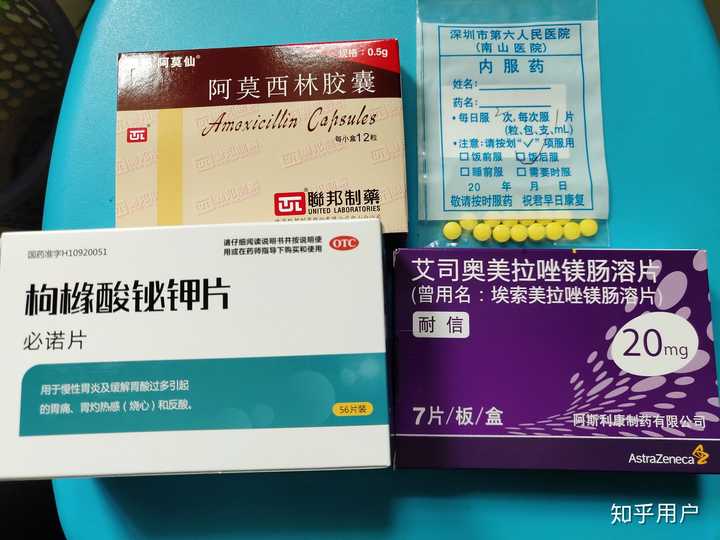 阿莫仙®
规格:0.5g
阿莫西林胶囊
Amoxicillin Capsules
每小盒12粒
聯邦制藥
UNITED LABORATORIES
深圳市第六人民医院
(南山医院)
内服药
姓名:
药名:
•每日服2次,每次服1片
(粒、包、支、mL)
•注意:请按划“✓”项服用
□饭前服 □饭后服
□睡前服 □需要时服
20 年 月 日
敬请按时服药 祝君早日康复
国药准字H10920051
请仔细阅读说明书并按说明使
用或在药师指导下购买和使用
OTC
枸橼酸铋钾片
必诺片
用于慢性胃炎及缓解胃酸过多引起
的胃痛、胃灼热感(烧心)和反酸。
56片装
艾司奥美拉唑镁肠溶片
(曾用名:埃索美拉唑镁肠溶片)
耐信
20mg
7片/板/盒
阿斯利康制药有限公司
AstraZeneca
知乎用户